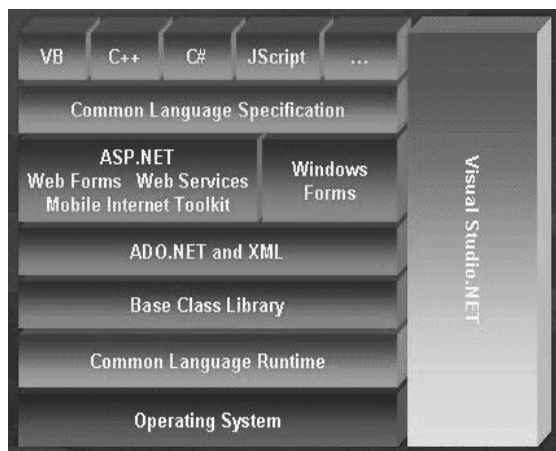 VB
C++
C#
JScript
...
Common Language Specification
ASP.NET
Web Forms Web Services
Mobile Internet Toolkit
Windows
Forms
ADO.NET and XML
Base Class Library
Common Language Runtime
Operating System
Visual Studio.NET